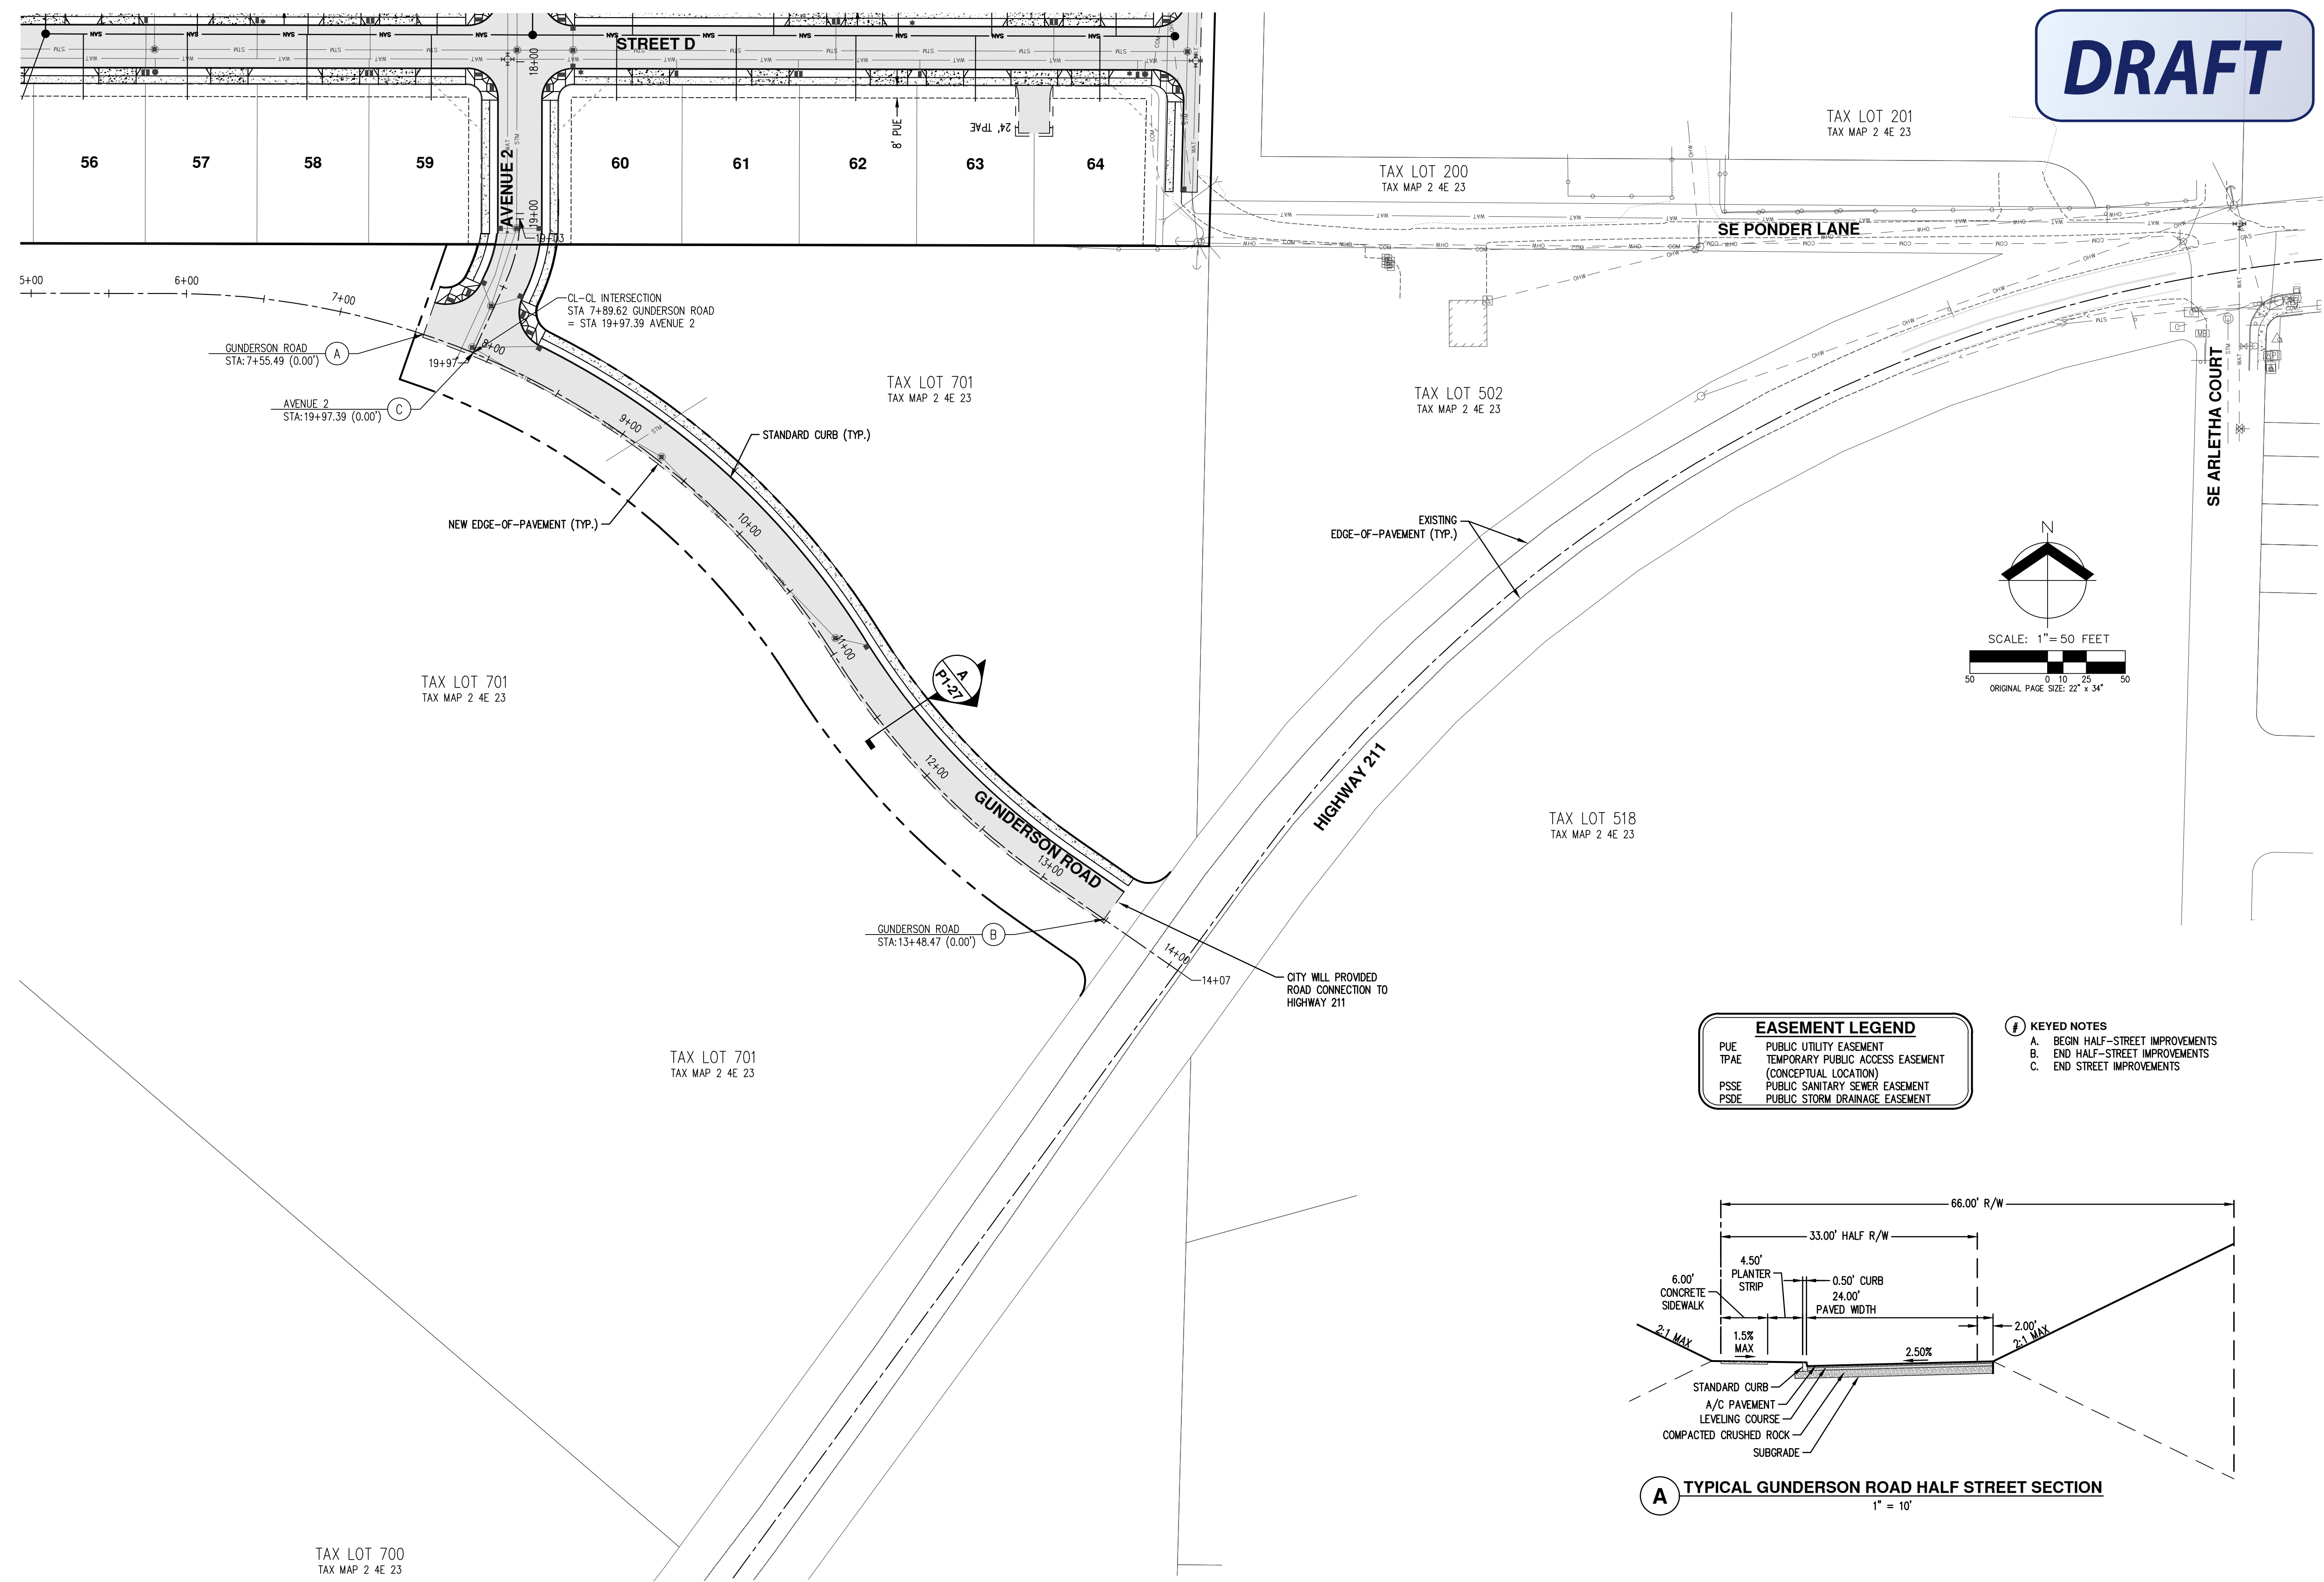 DRAFT
STREET D
18+00
8' PUE
24' TPAE
56
57
58
59
60
61
62
63
64
AVENUE 2
19+00
19+03
TAX LOT 201
TAX MAP 2 4E 23
TAX LOT 200
TAX MAP 2 4E 23
SE PONDER LANE
5+00
6+00
7+00
8+00
CL-CL INTERSECTION
STA 7+89.62 GUNDERSON ROAD
= STA 19+97.39 AVENUE 2
GUNDERSON ROAD
STA:7+55.49 (0.00')
A
19+97
AVENUE 2
STA:19+97.39 (0.00')
C
TAX LOT 701
TAX MAP 2 4E 23
TAX LOT 502
TAX MAP 2 4E 23
SE ARLETHA COURT
9+00
STANDARD CURB (TYP.)
NEW EDGE-OF-PAVEMENT (TYP.)
10+00
EXISTING
EDGE-OF-PAVEMENT (TYP.)
N
SCALE: 1"= 50 FEET
50 0 10 25 50
ORIGINAL PAGE SIZE: 22" x 34"
11+00
A
P1-27
TAX LOT 701
TAX MAP 2 4E 23
12+00
GUNDERSON ROAD
13+00
HIGHWAY 211
TAX LOT 518
TAX MAP 2 4E 23
GUNDERSON ROAD
STA:13+48.47 (0.00')
B
14+00
14+07
CITY WILL PROVIDED
ROAD CONNECTION TO
HIGHWAY 211
TAX LOT 701
TAX MAP 2 4E 23
EASEMENT LEGEND
PUE PUBLIC UTILITY EASEMENT
TPAE TEMPORARY PUBLIC ACCESS EASEMENT
(CONCEPTUAL LOCATION)
PSSE PUBLIC SANITARY SEWER EASEMENT
PSDE PUBLIC STORM DRAINAGE EASEMENT
# KEYED NOTES
A. BEGIN HALF-STREET IMPROVEMENTS
B. END HALF-STREET IMPROVEMENTS
C. END STREET IMPROVEMENTS
66.00' R/W
33.00' HALF R/W
4.50'
PLANTER
STRIP
6.00'
CONCRETE
SIDEWALK
0.50' CURB
24.00'
PAVED WIDTH
2.00'
2:1 MAX
1.5%
MAX
2.50%
2:1 MAX
STANDARD CURB
A/C PAVEMENT
LEVELING COURSE
COMPACTED CRUSHED ROCK
SUBGRADE
A TYPICAL GUNDERSON ROAD HALF STREET SECTION
1" = 10'
TAX LOT 700
TAX MAP 2 4E 23